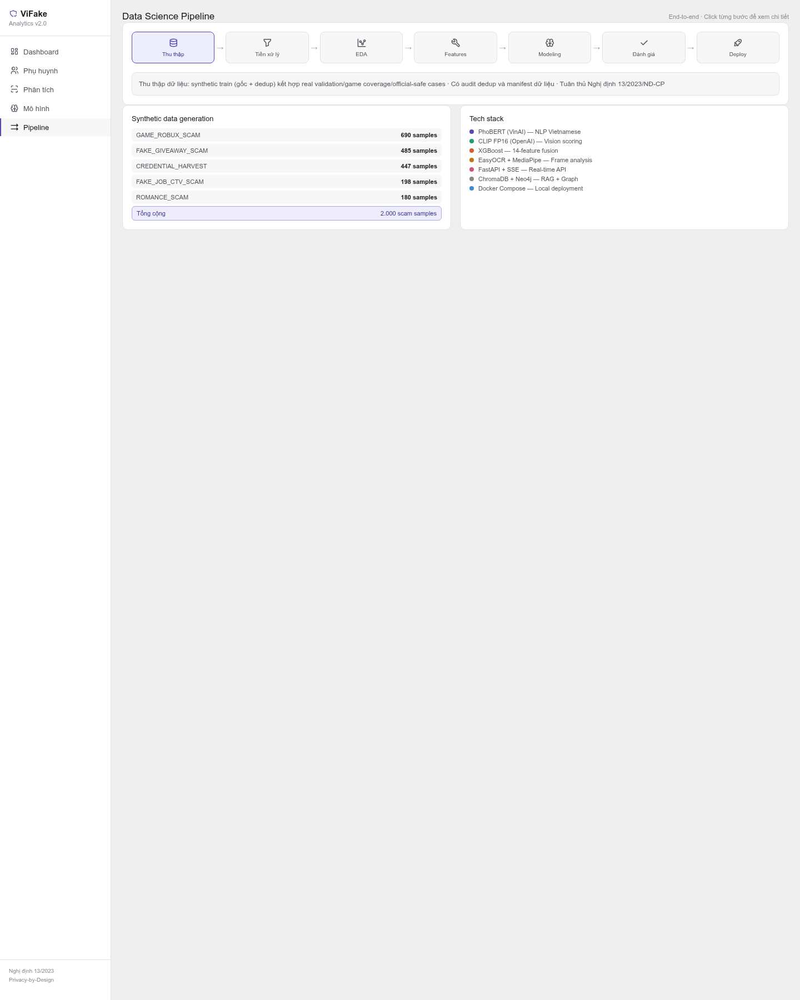 ViFake
Analytics v2.0
Dashboard
Phụ huynh
Phân tích
Mô hình
Pipeline
Nghị định 13/2023
Privacy-by-Design
Data Science Pipeline
End-to-end · Click từng bước để xem chi tiết
Thu thập
→
Tiền xử lý
→
EDA
→
Features
→
Modeling
→
Đánh giá
→
Deploy
Thu thập dữ liệu: synthetic train (gốc + dedup) kết hợp real validation/game coverage/official-safe cases · Có audit dedup và manifest dữ liệu · Tuân thủ Nghị định 13/2023/NĐ-CP
Synthetic data generation
GAME_ROBUX_SCAM 690 samples
FAKE_GIVEAWAY_SCAM 485 samples
CREDENTIAL_HARVEST 447 samples
FAKE_JOB_CTV_SCAM 198 samples
ROMANCE_SCAM 180 samples
Tổng cộng 2.000 scam samples
Tech stack
PhoBERT (VinAI) — NLP Vietnamese
CLIP FP16 (OpenAI) — Vision scoring
XGBoost — 14-feature fusion
EasyOCR + MediaPipe — Frame analysis
FastAPI + SSE — Real-time API
ChromaDB + Neo4j — RAG + Graph
Docker Compose — Local deployment